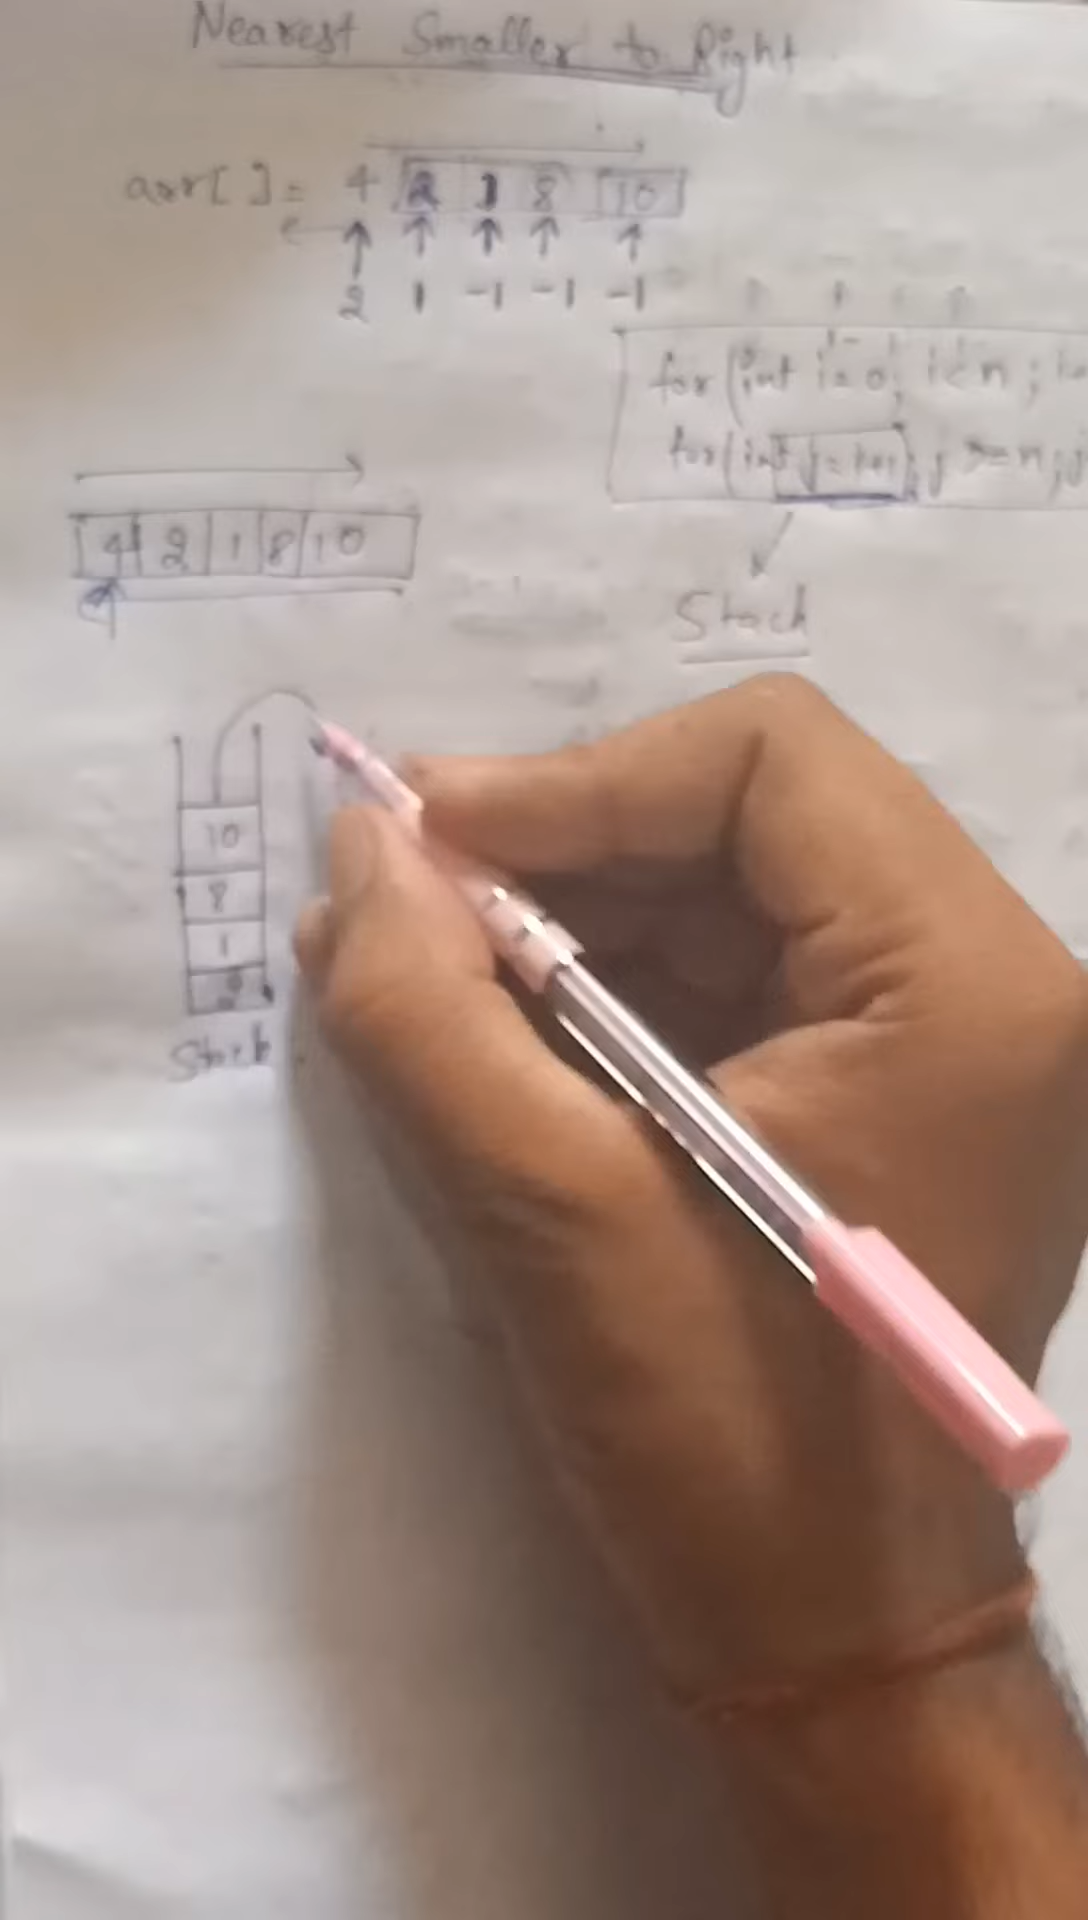 Nearest Smaller to Right
arr[ ] = 4 2 1 8 10
2 1 -1 -1 -1
for (int i=0; i<n; i
for (int j=i+1; j >=n; j
4 2 1 8 10
Stack
10
8
1
2
Stack